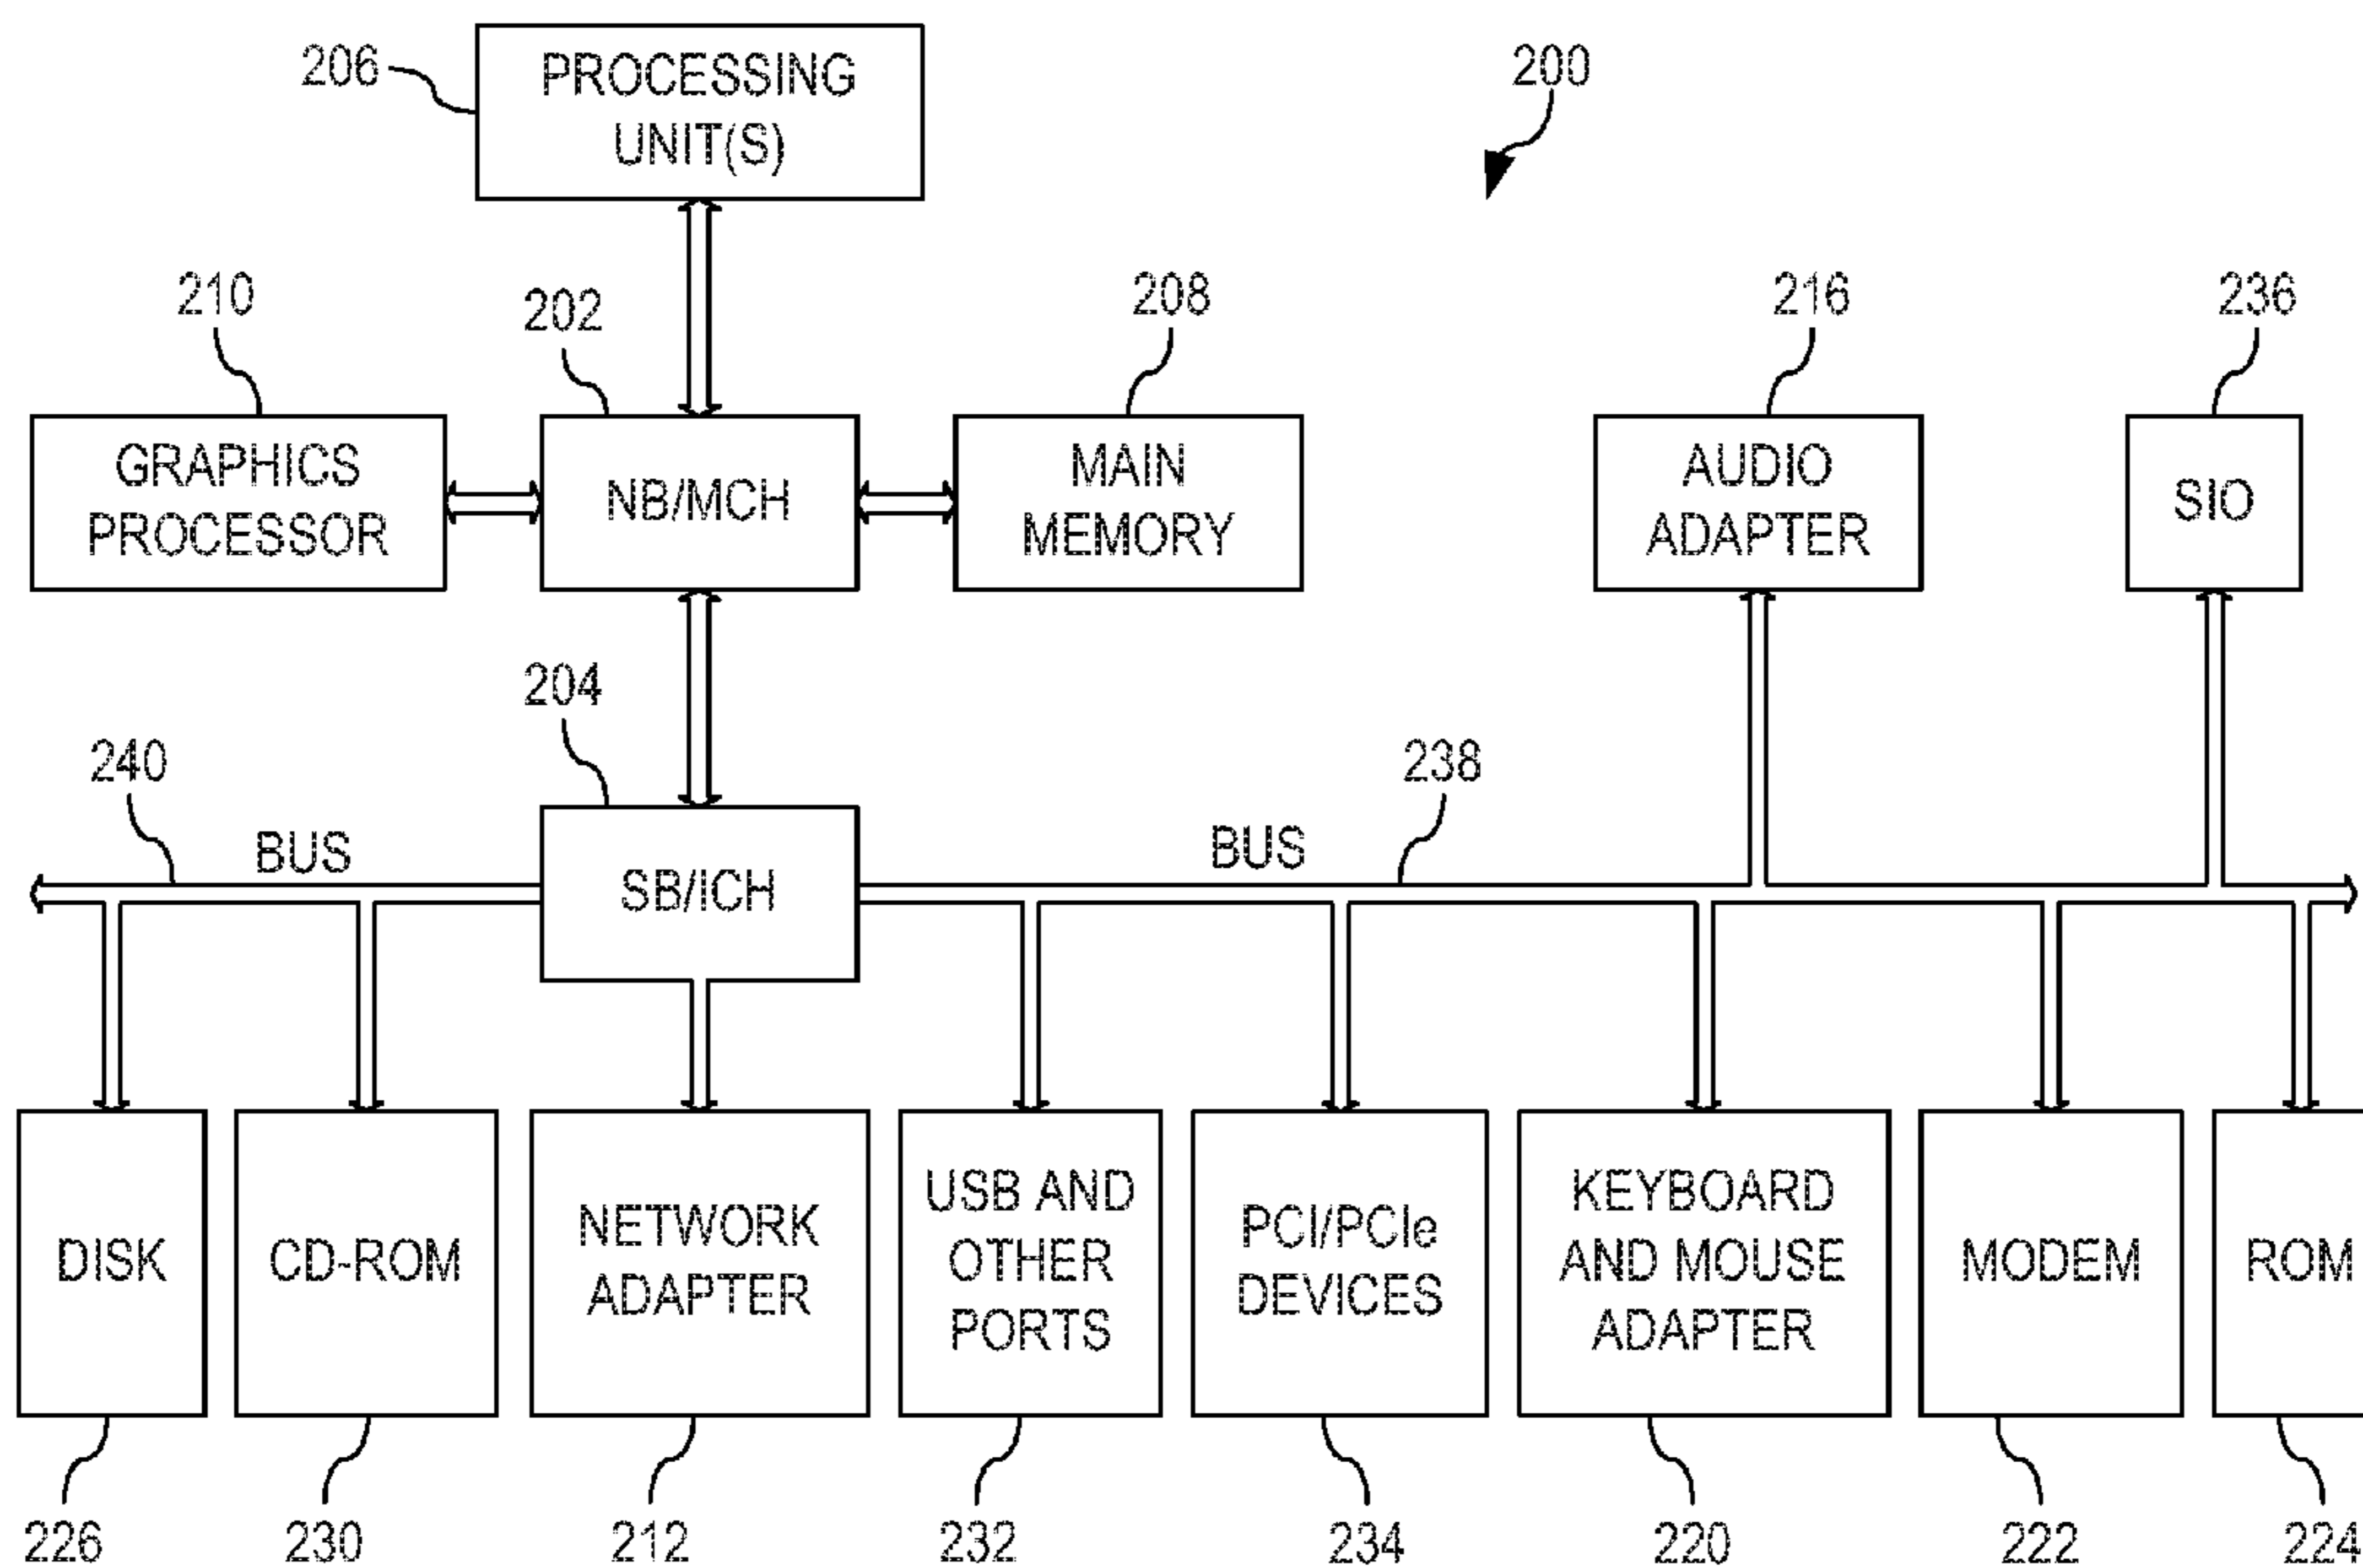 206
PROCESSING
UNIT(S)
200
210
202
208
216
236
GRAPHICS
PROCESSOR
NB/MCH
MAIN
MEMORY
AUDIO
ADAPTER
SIO
204
240
238
BUS
BUS
SB/ICH
DISK
CD-ROM
NETWORK
ADAPTER
USB AND
OTHER
PORTS
PCI/PCIe
DEVICES
KEYBOARD
AND MOUSE
ADAPTER
MODEM
ROM
226
230
212
232
234
220
222
224